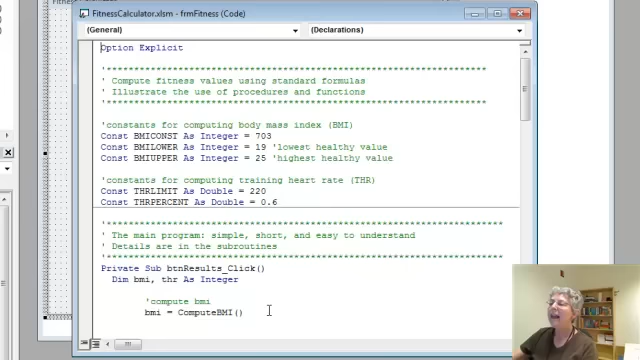 FitnessCalculator.xlsm - frmFitness (Code)
(General)
(Declarations)
Option Explicit
'**********************************************************************
' Compute fitness values using standard formulas
' Illustrate the use of procedures and functions
'**********************************************************************
'constants for computing body mass index (BMI)
Const BMICONST As Integer = 703
Const BMILOWER As Integer = 19 'lowest healthy value
Const BMIUPPER As Integer = 25 'highest healthy value
'constants for computing training heart rate (THR)
Const THRLIMIT As Double = 220
Const THRPERCENT As Double = 0.6
'*************************************************************************
' The main program: simple, short, and easy to understand
' Details are in the subroutines
'*************************************************************************
Private Sub btnResults_Click()
Dim bmi, thr As Integer
'compute bmi
bmi = ComputeBMI()